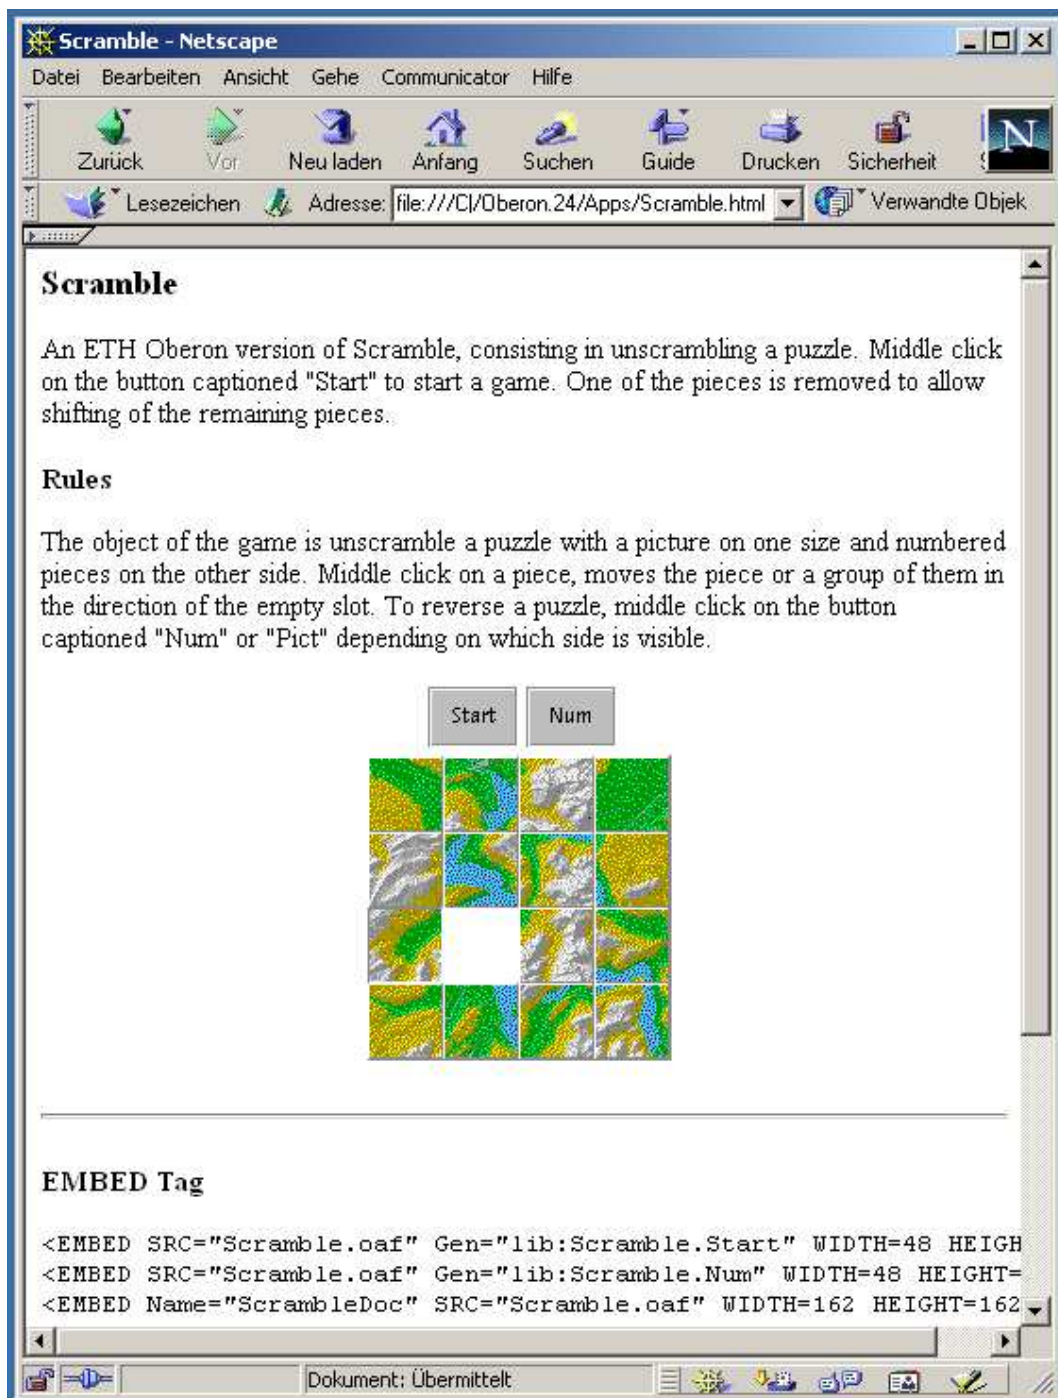 Scramble - Netscape
Datei Bearbeiten Ansicht Gehe Communicator Hilfe
Zurück Vor Neu laden Anfang Suchen Guide Drucken Sicherheit S N
Lesezeichen Adresse: file:///C|/Oberon.24/Apps/Scramble.html Verwandte Objek
Scramble
An ETH Oberon version of Scramble, consisting in unscrambling a puzzle. Middle click
on the button captioned "Start" to start a game. One of the pieces is removed to allow
shifting of the remaining pieces.
Rules
The object of the game is unscramble a puzzle with a picture on one size and numbered
pieces on the other side. Middle click on a piece, moves the piece or a group of them in
the direction of the empty slot. To reverse a puzzle, middle click on the button
captioned "Num" or "Pict" depending on which side is visible.
Start Num
EMBED Tag
<EMBED SRC="Scramble.oaf" Gen="lib:Scramble.Start" WIDTH=48 HEIGH
<EMBED SRC="Scramble.oaf" Gen="lib:Scramble.Num" WIDTH=48 HEIGHT=
<EMBED Name="ScrambleDoc" SRC="Scramble.oaf" WIDTH=162 HEIGHT=162
Dokument: Übermittelt